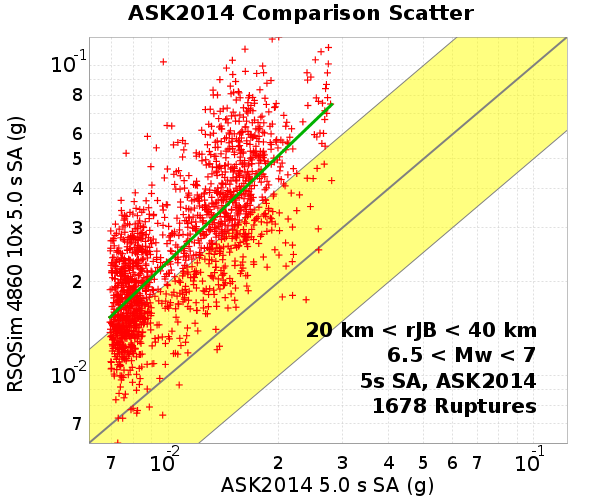 ASK2014 Comparison Scatter
RSQSim 4860 10x 5.0 s SA (g)
10-1
8
6
5
4
3
2
10-2
7
20 km < rJB < 40 km
6.5 < Mw < 7
5s SA, ASK2014
1678 Ruptures
7 10-2 2 3 4 5 6 7 10-1
ASK2014 5.0 s SA (g)